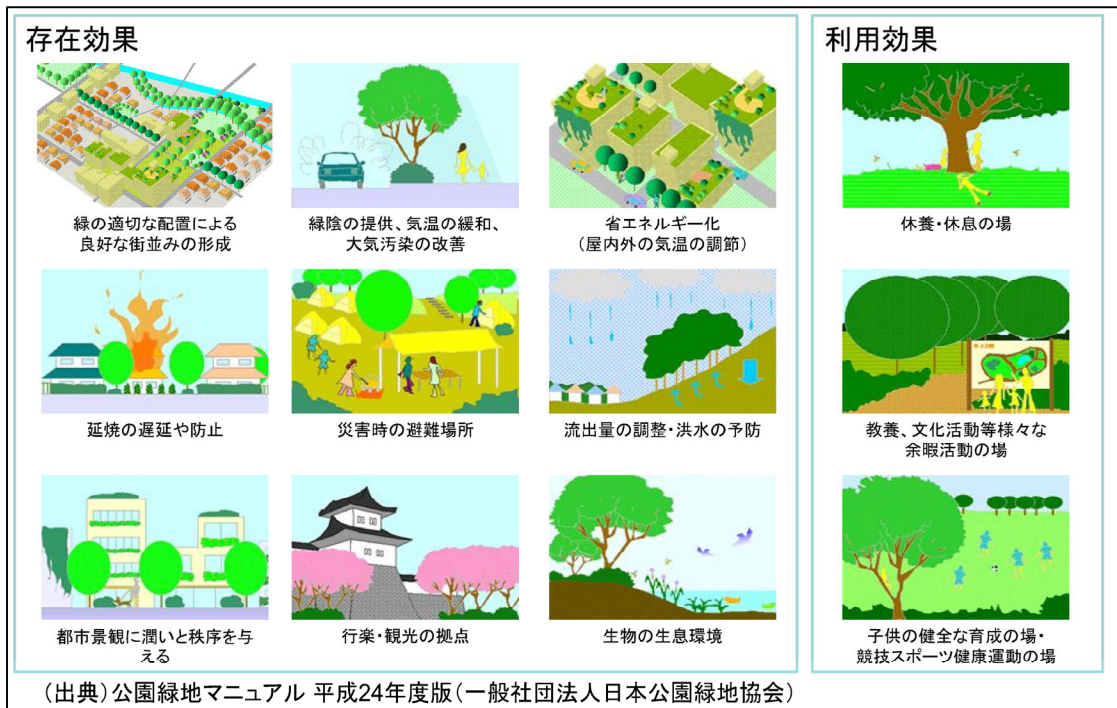 存在効果
緑の適切な配置による
良好な街並みの形成
緑陰の提供、気温の緩和、
大気汚染の改善
省エネルギー化
(屋内外の気温の調節)
延焼の遅延や防止
災害時の避難場所
流出量の調整・洪水の予防
都市景観に潤いと秩序を与
える
行楽・観光の拠点
生物の生息環境
利用効果
休養・休息の場
教養、文化活動等様々な
余暇活動の場
子供の健全な育成の場・
競技スポーツ健康運動の場
(出典)公園緑地マニュアル 平成24年度版(一般社団法人日本公園緑地協会)